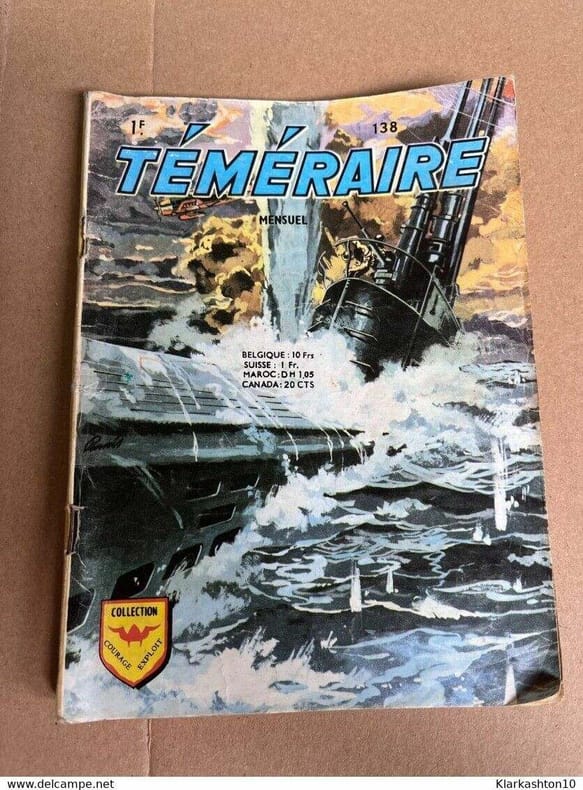 1F.
138
TÉMÉRAIRE
MENSUEL
BELGIQUE : 10 Frs
SUISSE : 1 Fr.
MAROC : DH 1,05
CANADA : 20 CTS
COLLECTION
COURAGE EXPLOIT
delcampe.net
Klarkashton10